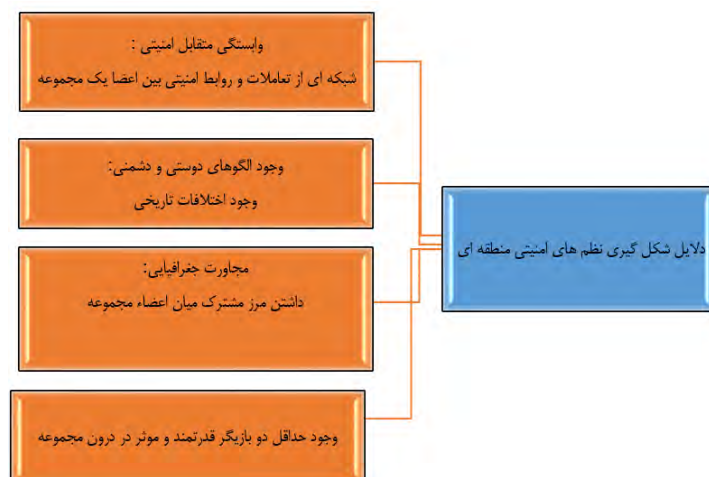 وابستگی متقابل امنیتی :
شبکه ای از تعاملات و روابط امنیتی بین اعضا یک مجموعه
وجود الگوهای دوستی و دشمنی:
وجود اختلافات تاریخی
دلایل شکل گیری نظم های امنیتی منطقه ای
مجاورت جغرافیایی:
داشتن مرز مشترک میان اعضاء مجموعه
وجود حداقل دو بازیگر قدرتمند و موثر در درون مجموعه